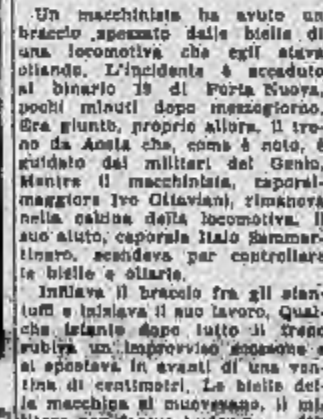 Un macchinista ha avuto un
braccio spezzato dalle bielle di
una locomotiva che egli stava
oliando. L'incidente è accaduto
al binario 18 di Porta Nuova,
pochi minuti dopo mezzogiorno.
Era giunto, proprio allora, il tre-
no da Aosta che, come è noto, è
guidato dai militari del Genio.
Mentre il macchinista, caporal-
maggiore Ivo Ottaviani, rimaneva
nella cabina della locomotiva, il
suo aiuto, caporale Italo Sammar-
tinaro, scendeva per controllare
le bielle e oliarle.
Infilava il braccio fra gli stan-
tuffi e iniziava il suo lavoro. Qual-
che istante dopo tutto il treno
subiva un improvviso scossone e
si spostava in avanti di una ven-
tina di centimetri. Le bielle del-
la macchina si muovevano, il mi-